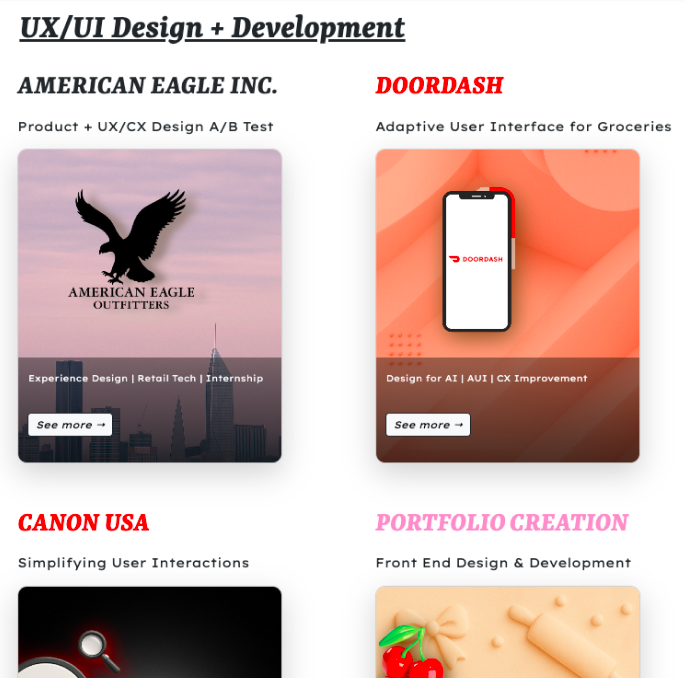 UX/UI Design + Development
AMERICAN EAGLE INC.
Product + UX/CX Design A/B Test
AMERICAN EAGLE
OUTFITTERS
Experience Design | Retail Tech | Internship
See more →
DOORDASH
Adaptive User Interface for Groceries
DOORDASH
Design for AI | AUI | CX Improvement
See more →
CANON USA
Simplifying User Interactions
PORTFOLIO CREATION
Front End Design & Development